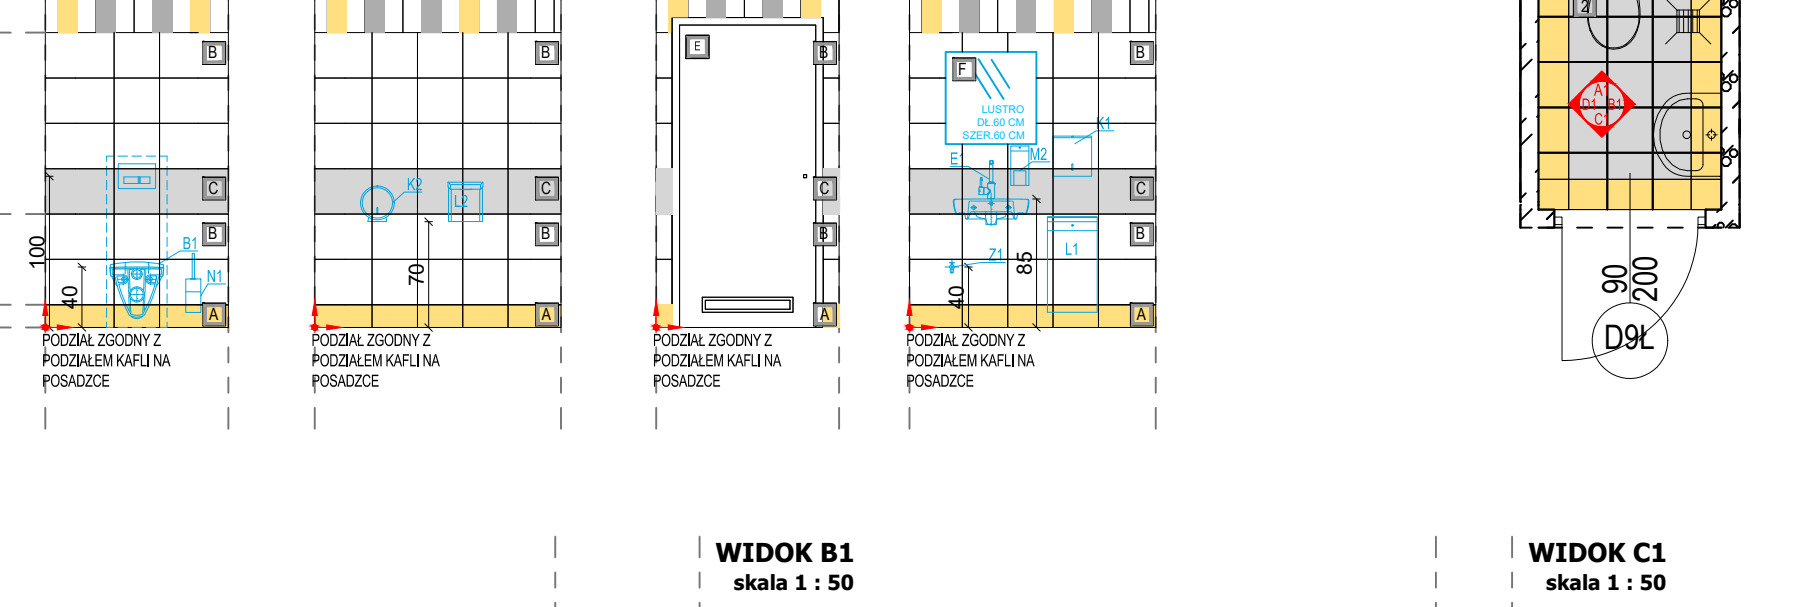 B
C
B
A
100
40
B1
N1
PODZIAŁ ZGODNY Z
PODZIAŁEM KAFLI NA
POSADZCE
B
C
B
A
K2
L2
70
PODZIAŁ ZGODNY Z
PODZIAŁEM KAFLI NA
POSADZCE
E
B
C
B
A
PODZIAŁ ZGODNY Z
PODZIAŁEM KAFLI NA
POSADZCE
F
LUSTRO
DŁ.60 CM
SZER.60 CM
K1
M2
E1
B
C
B
A
Z1
L1
85
40
PODZIAŁ ZGODNY Z
PODZIAŁEM KAFLI NA
POSADZCE
2
A1
D1 B1
C1
90
200
D9Ł
WIDOK B1
skala 1 : 50
WIDOK C1
skala 1 : 50